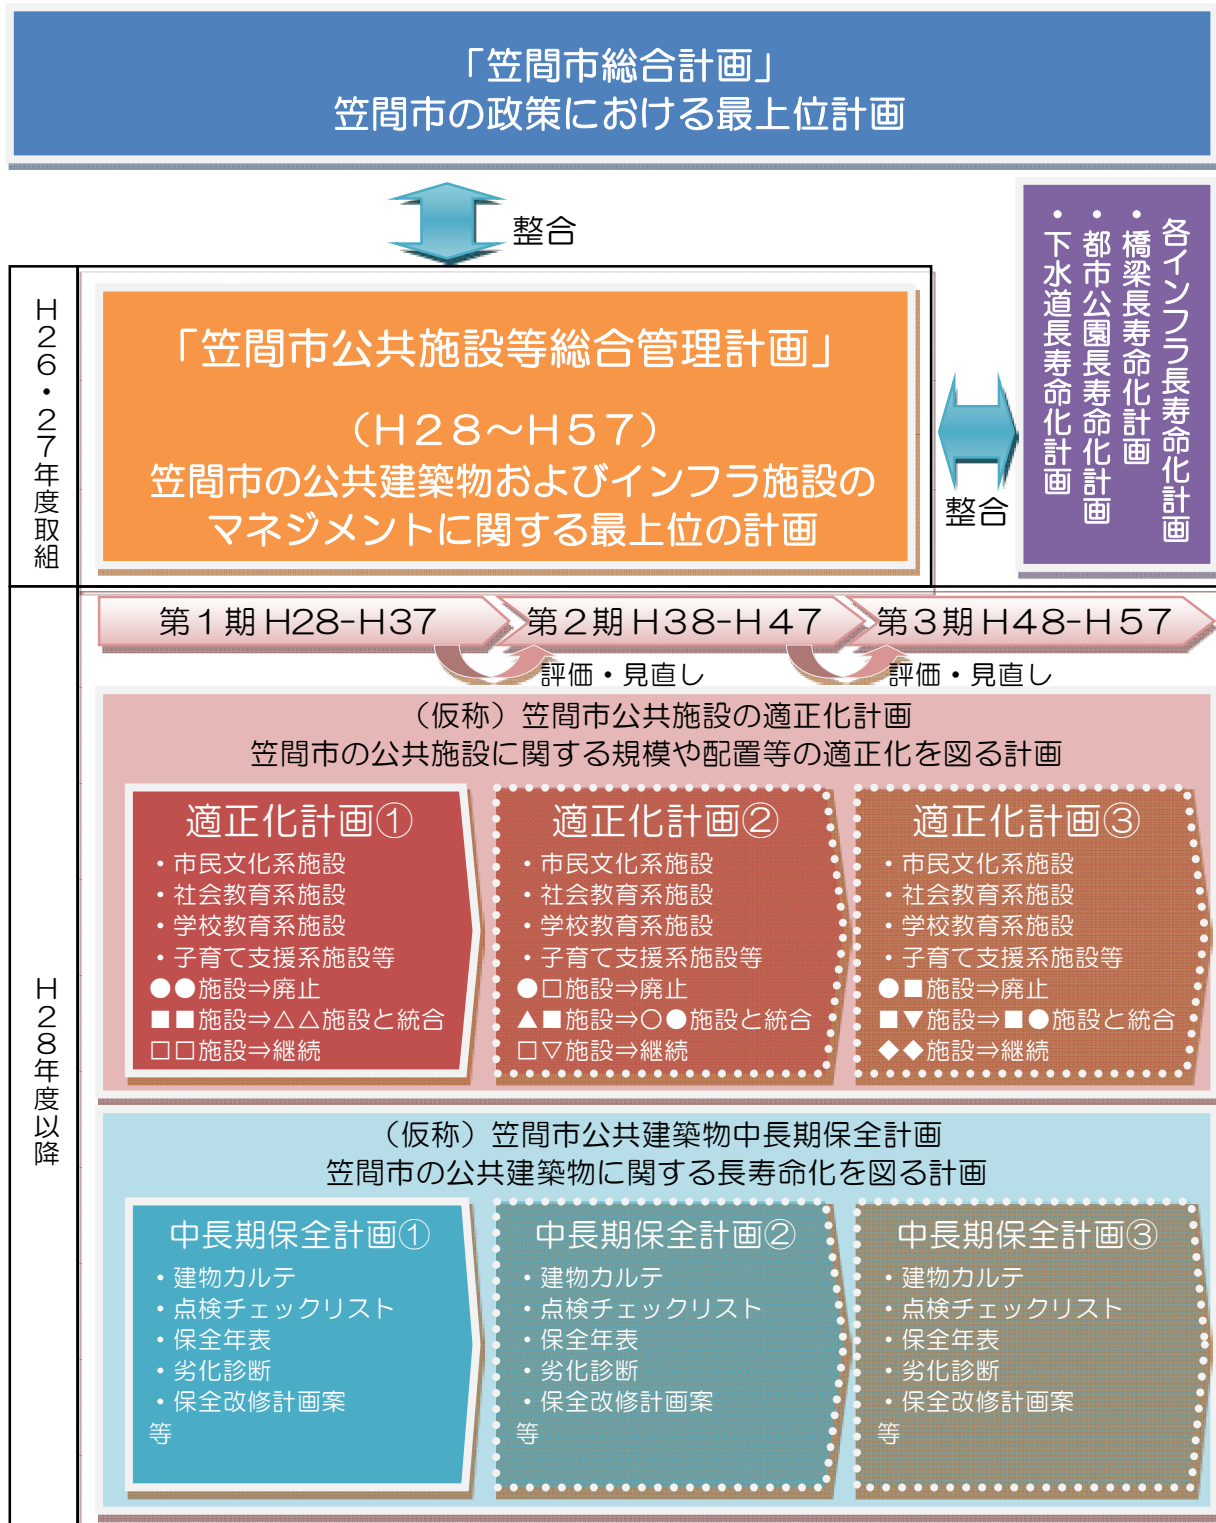 「笠間市総合計画」
笠間市の政策における最上位計画
整合
各インフラ長寿命化計画
・橋梁長寿命化計画
・都市公園長寿命化計画
・下水道長寿命化計画
H26・27年度取組
「笠間市公共施設等総合管理計画」
(H28～H57)
笠間市の公共建築物およびインフラ施設の
マネジメントに関する最上位の計画
整合
H28年度以降
第1期H28-H37
第2期H38-H47
第3期H48-H57
評価・見直し
評価・見直し
(仮称)笠間市公共施設の適正化計画
笠間市の公共施設に関する規模や配置等の適正化を図る計画
適正化計画①
・市民文化系施設
・社会教育系施設
・学校教育系施設
・子育て支援系施設等
●●施設⇒廃止
■■施設⇒△△施設と統合
□□施設⇒継続
適正化計画②
・市民文化系施設
・社会教育系施設
・学校教育系施設
・子育て支援系施設等
●□施設⇒廃止
▲■施設⇒○●施設と統合
□▽施設⇒継続
適正化計画③
・市民文化系施設
・社会教育系施設
・学校教育系施設
・子育て支援系施設等
●■施設⇒廃止
■▼施設⇒■●施設と統合
◆◆施設⇒継続
(仮称)笠間市公共建築物中長期保全計画
笠間市の公共建築物に関する長寿命化を図る計画
中長期保全計画①
・建物カルテ
・点検チェックリスト
・保全年表
・劣化診断
・保全改修計画案
等
中長期保全計画②
・建物カルテ
・点検チェックリスト
・保全年表
・劣化診断
・保全改修計画案
等
中長期保全計画③
・建物カルテ
・点検チェックリスト
・保全年表
・劣化診断
・保全改修計画案
等